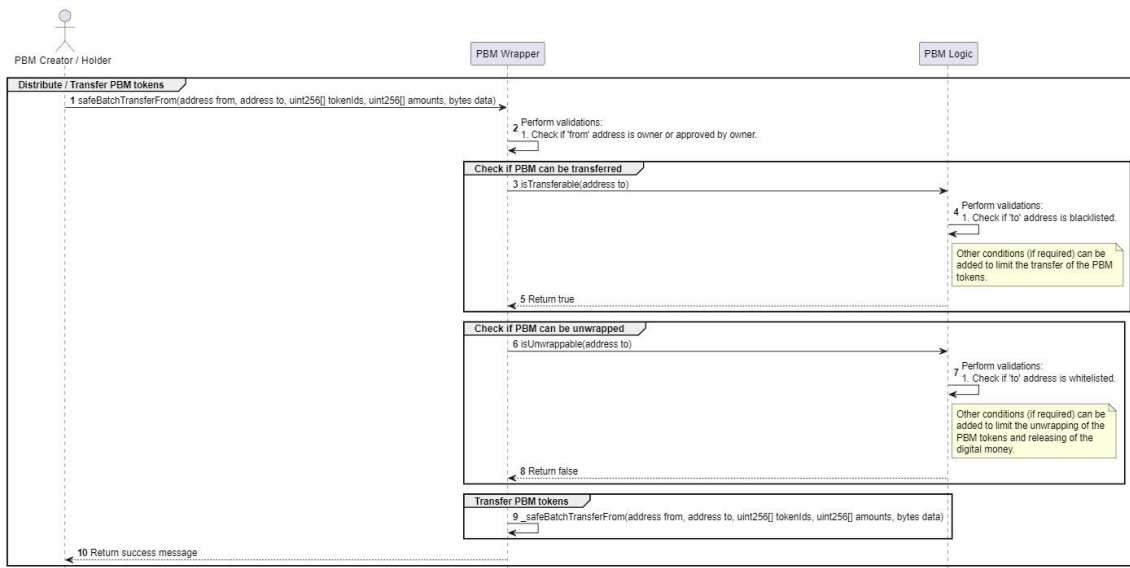 PBM Creator / Holder
PBM Wrapper
PBM Logic
Distribute / Transfer PBM tokens
1 safeBatchTransferFrom(address from, address to, uint256[] tokenIds, uint256[] amounts, bytes data)
2 Perform validations:
1. Check if 'from' address is owner or approved by owner.
Check if PBM can be transferred
3 isTransferable(address to)
4 Perform validations:
1. Check if 'to' address is blacklisted.
Other conditions (if required) can be
added to limit the transfer of the PBM
tokens.
5 Return true
Check if PBM can be unwrapped
6 isUnwrappable(address to)
7 Perform validations:
1. Check if 'to' address is whitelisted.
Other conditions (if required) can be
added to limit the unwrapping of the
PBM tokens and releasing of the
digital money.
8 Return false
Transfer PBM tokens
9 _safeBatchTransferFrom(address from, address to, uint256[] tokenIds, uint256[] amounts, bytes data)
10 Return success message